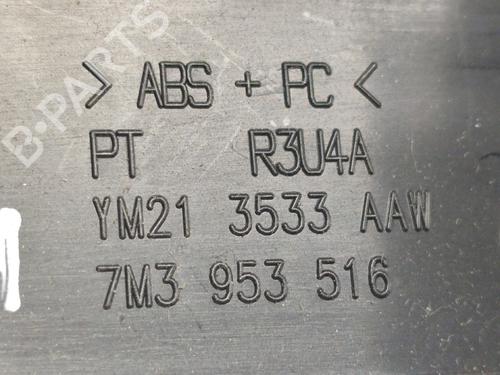 > ABS + PC <
PT R3U4A
YM21 3533 AAW
7M3 953 516
B-PARTS